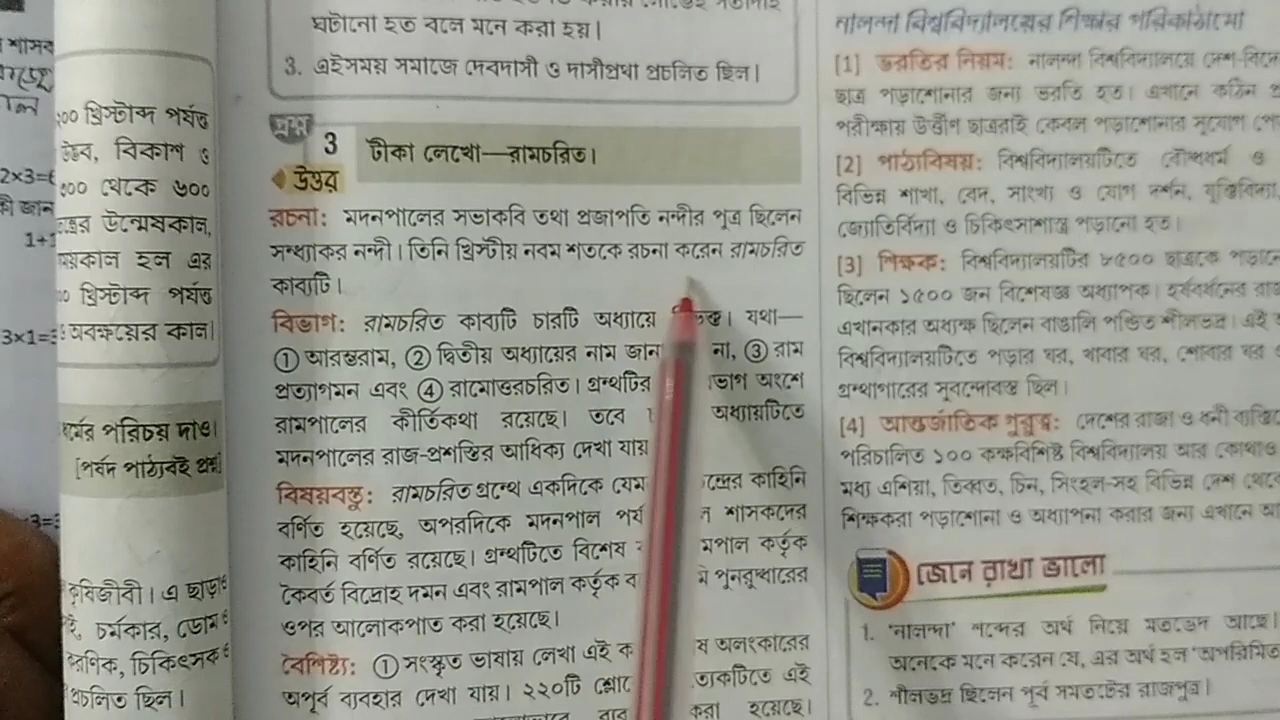 শাসব
২০০ খ্রিস্টাব্দ পর্যন্ত
উদ্ভব, বিকাশ ও
৩০০ থেকে ৬০০
উন্মেষকাল,
হল এর
খ্রিস্টাব্দ পর্যন্ত
অবক্ষয়ের কাল।
2×3=6
জান
1+1
3×1=3
ধর্মের পরিচয় দাও।
[পর্ষদ পাঠ্যবই প্রশ্ন]
কৃষিজীবী। এ ছাড়াও
চর্মকার, ডোম
চিকিৎসক
প্রচলিত ছিল।
ঘটানো হত বলে মনে করা হয়।
3. এইসময় সমাজে দেবদাসী ও দাসীপ্রথা প্রচলিত ছিল।
প্রশ্ন 3 টীকা লেখো—রামচরিত।
উত্তর
রচনা: মদনপালের সভাকবি তথা প্রজাপতি নন্দীর পুত্র ছিলেন
সন্ধ্যাকর নন্দী। তিনি খ্রিস্টীয় নবম শতকে রচনা করেন রামচরিত
কাব্যটি।
বিভাগ: রামচরিত কাব্যটি চারটি অধ্যায়ে যথা—
① আরম্ভরাম, ② দ্বিতীয় অধ্যায়ের নাম না, ③ রাম
প্রত্যাগমন এবং ④ রামোত্তরচরিত। গ্রন্থটির অংশে
রামপালের কীর্তিকথা রয়েছে। তবে অধ্যায়টিতে
মদনপালের রাজ-প্রশস্তির আধিক্য দেখা যায়
বিষয়বস্তু: রামচরিত গ্রন্থে একদিকে কাহিনি
বর্ণিত হয়েছে, অপরদিকে মদনপাল শাসকদের
কাহিনি বর্ণিত রয়েছে। গ্রন্থটিতে বিশেষ কর্তৃক
কৈবর্ত বিদ্রোহ দমন এবং রামপাল কর্তৃক পুনরুদ্ধারের
ওপর আলোকপাত করা হয়েছে।
বৈশিষ্ট্য: ① সংস্কৃত ভাষায় লেখা এই অলংকারের
অপূর্ব ব্যবহার দেখা যায়। ২২০টি এই
করা হয়েছে।
নালন্দা বিশ্ববিদ্যালয়ের শিক্ষার পরিকাঠামো
[1] ভরতির নিয়ম: নালন্দা বিশ্ববিদ্যালয়ে
ছাত্র পড়াশোনার জন্য ভরতি হত। এখানে কঠিন
পরীক্ষায় উর্ত্তীণ ছাত্ররাই কেবল পড়াশোনার সুযোগ
[2] পাঠ্যবিষয়: বিশ্ববিদ্যালয়টিতে বৌদ্ধধর্ম ও
বিভিন্ন শাখা, বেদ, সাংখ্য ও যোগ দর্শন,
জ্যোতির্বিদ্যা ও চিকিৎসাশাস্ত্র পড়ানো হত।
[3] শিক্ষক: বিশ্ববিদ্যালয়টির ৮৫০০ ছাত্রকে
ছিলেন ১৫০০ জন বিশেষজ্ঞ অধ্যাপক। হর্ষবর্ধনের
এখানকার অধ্যক্ষ ছিলেন বাঙালি পণ্ডিত শীলভদ্র। এই
বিশ্ববিদ্যালয়টিতে পড়ার ঘর, খাবার ঘর, শোবার ঘর
গ্রন্থাগারের সুবন্দোবস্ত ছিল।
[4] আন্তর্জাতিক গুরুত্ব: দেশের রাজা ও ধনী
পরিচালিত ১০০ কক্ষবিশিষ্ট বিশ্ববিদ্যালয় আর কোথাও
মধ্য এশিয়া, তিব্বত, চিন, সিংহল-সহ বিভিন্ন দেশ থেকে
শিক্ষকরা পড়াশোনা ও অধ্যাপনা করার জন্য এখানে
জেনে রাখা ভালো
1. 'নালন্দা' শব্দের অর্থ নিয়ে মতভেদ আছে।
অনেকে মনে করেন যে, এর অর্থ হল
2. শীলভদ্র ছিলেন পূর্ব সমতটের রাজপুত্র।